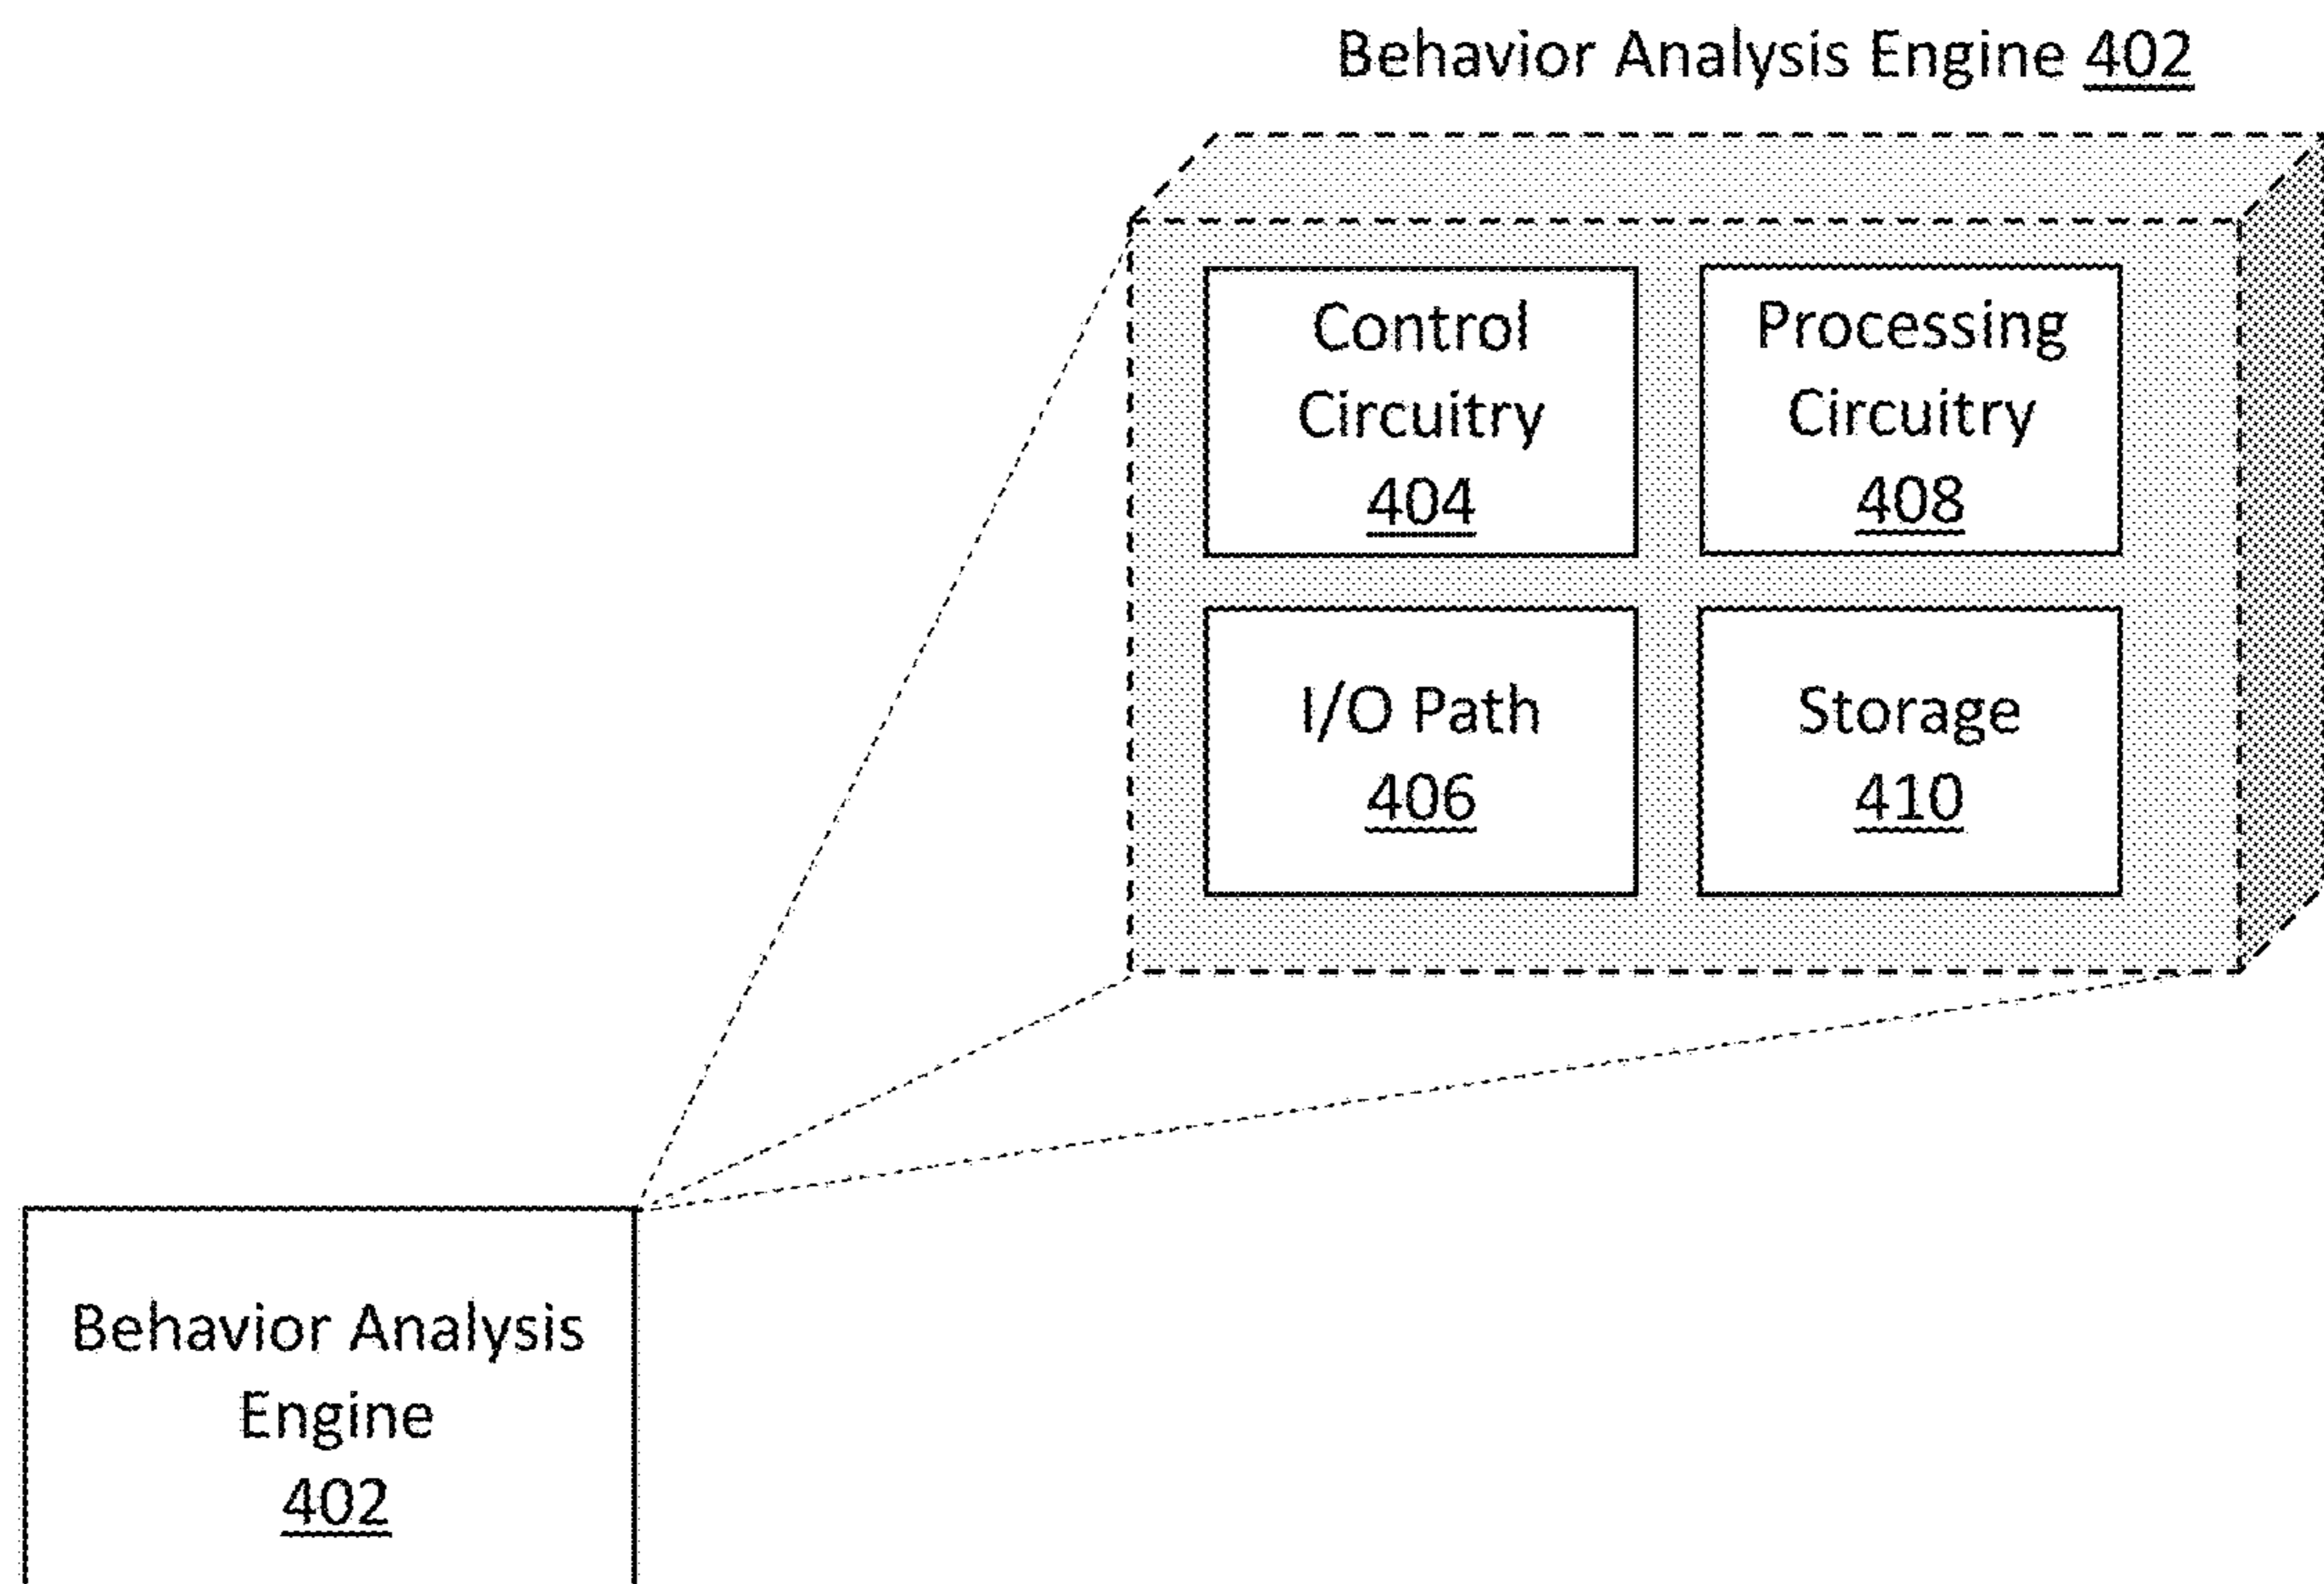 Behavior Analysis Engine 402
Control
Circuitry
404
Processing
Circuitry
408
I/O Path
406
Storage
410
Behavior Analysis
Engine
402